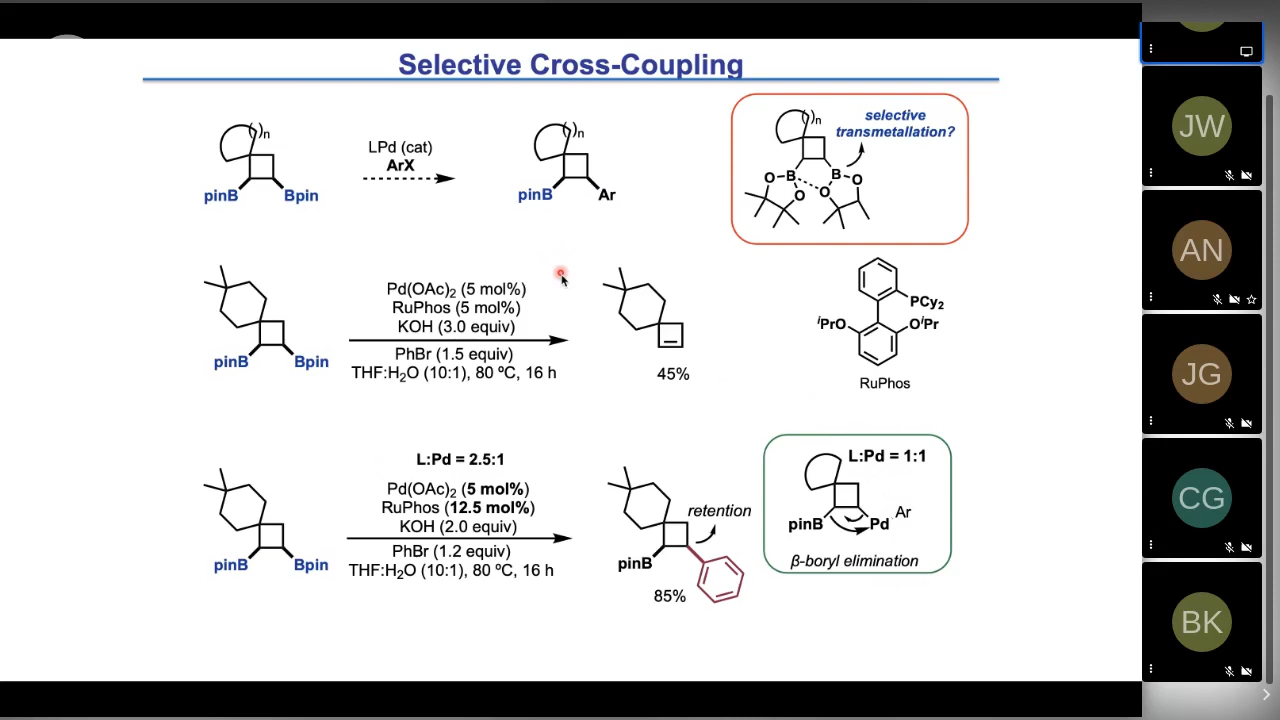 Selective Cross-Coupling
( )n
pinB
Bpin
LPd (cat)
ArX
( )n
pinB
Ar
( )n
selective
transmetallation?
O B B O
O O
Pd(OAc)2 (5 mol%)
RuPhos (5 mol%)
KOH (3.0 equiv)
PhBr (1.5 equiv)
THF:H2O (10:1), 80 ºC, 16 h
pinB
Bpin
45%
PCy2
iPrO
OiPr
RuPhos
L:Pd = 2.5:1
Pd(OAc)2 (5 mol%)
RuPhos (12.5 mol%)
KOH (2.0 equiv)
PhBr (1.2 equiv)
THF:H2O (10:1), 80 ºC, 16 h
pinB
Bpin
retention
pinB
85%
L:Pd = 1:1
pinB
Pd
Ar
β-boryl elimination
JW
AN
JG
CG
BK